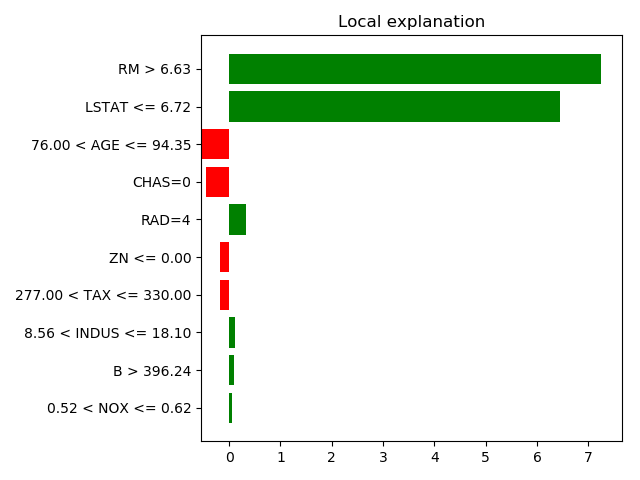 Local explanation
RM > 6.63
LSTAT <= 6.72
76.00 < AGE <= 94.35
CHAS=0
RAD=4
ZN <= 0.00
277.00 < TAX <= 330.00
8.56 < INDUS <= 18.10
B > 396.24
0.52 < NOX <= 0.62
0 1 2 3 4 5 6 7